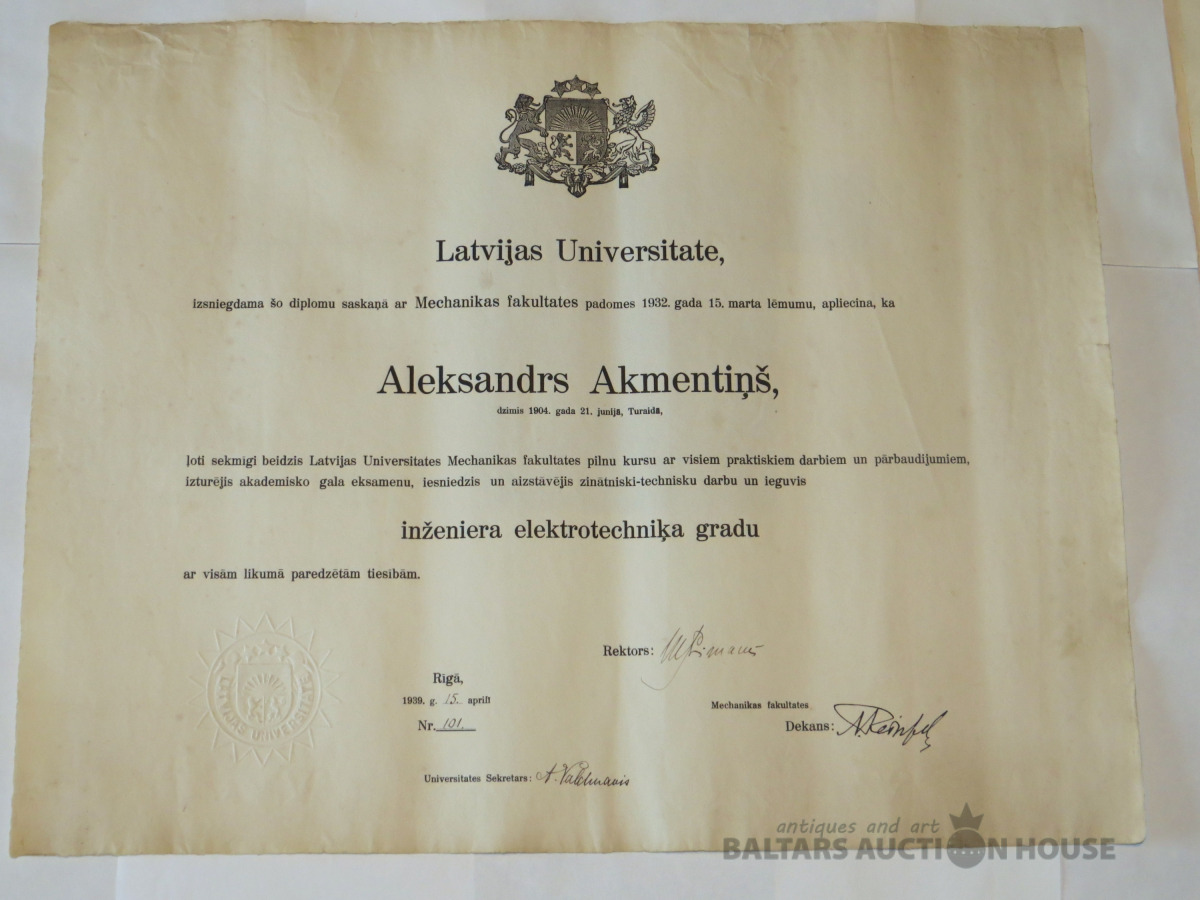 Latvijas Universitate,
izsniegdama šo diplomu saskaņā ar Mechanikas fakultates padomes 1932. gada 15. marta lēmumu, apliecina, ka
Aleksandrs Akmentiņš,
dzimis 1904. gada 21. junijā, Turaidā,
ļoti sekmīgi beidzis Latvijas Universitates Mechanikas fakultates pilnu kursu ar visiem praktiskiem darbiem un pārbaudijumiem,
izturējis akademisko gala eksamenu, iesniedzis un aizstāvējis zinātniski-technisku darbu un ieguvis
inženiera elektrotechniķa gradu
ar visām likumā paredzētām tiesībām.
LATVIJAS UNIVERSITATE
Rektors:
Rīgā,
1939. g. 15. aprilī
Nr. 101.
Mechanikas fakultates
Dekans:
Universitates Sekretars: A. Valdmanis
antiques and art
BALTARS AUCTION HOUSE